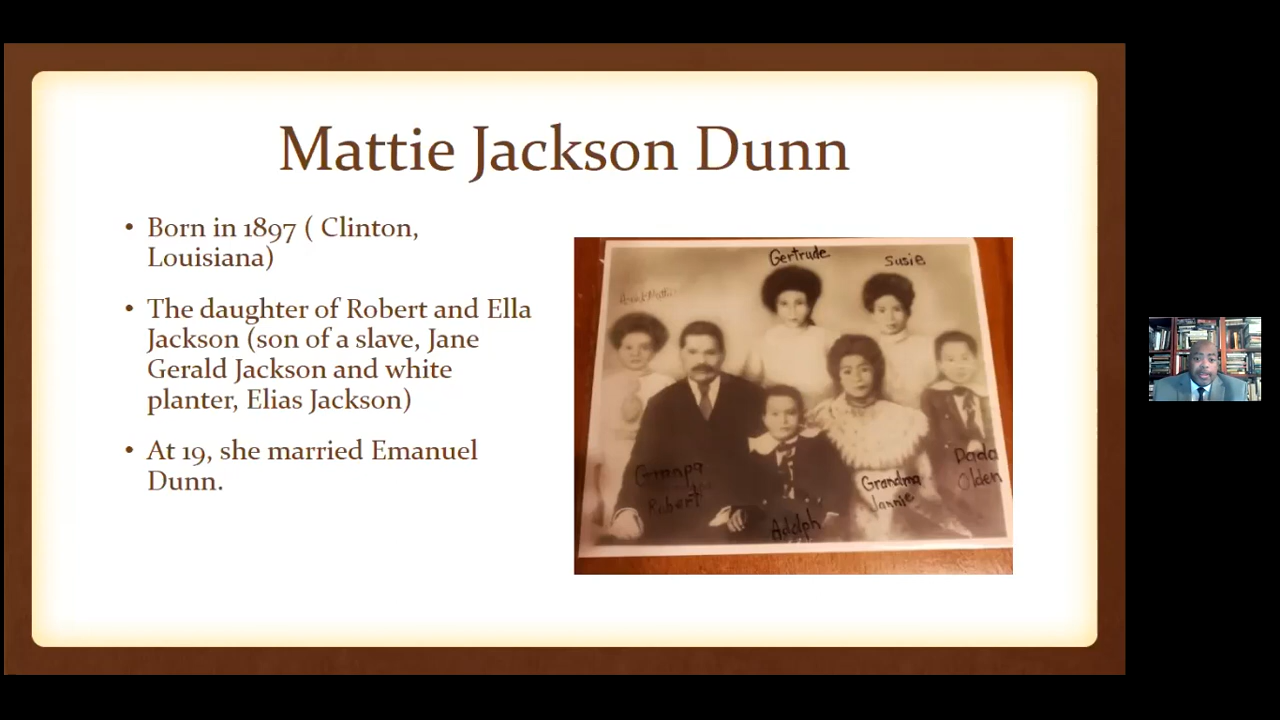 Mattie Jackson Dunn
• Born in 1897 ( Clinton,
Louisiana)
• The daughter of Robert and Ella
Jackson (son of a slave, Jane
Gerald Jackson and white
planter, Elias Jackson)
• At 19, she married Emanuel
Dunn.
Gertrude
Susie
Granpa
Robert
Adolph
Grandma
Jannie
Dada
Olden